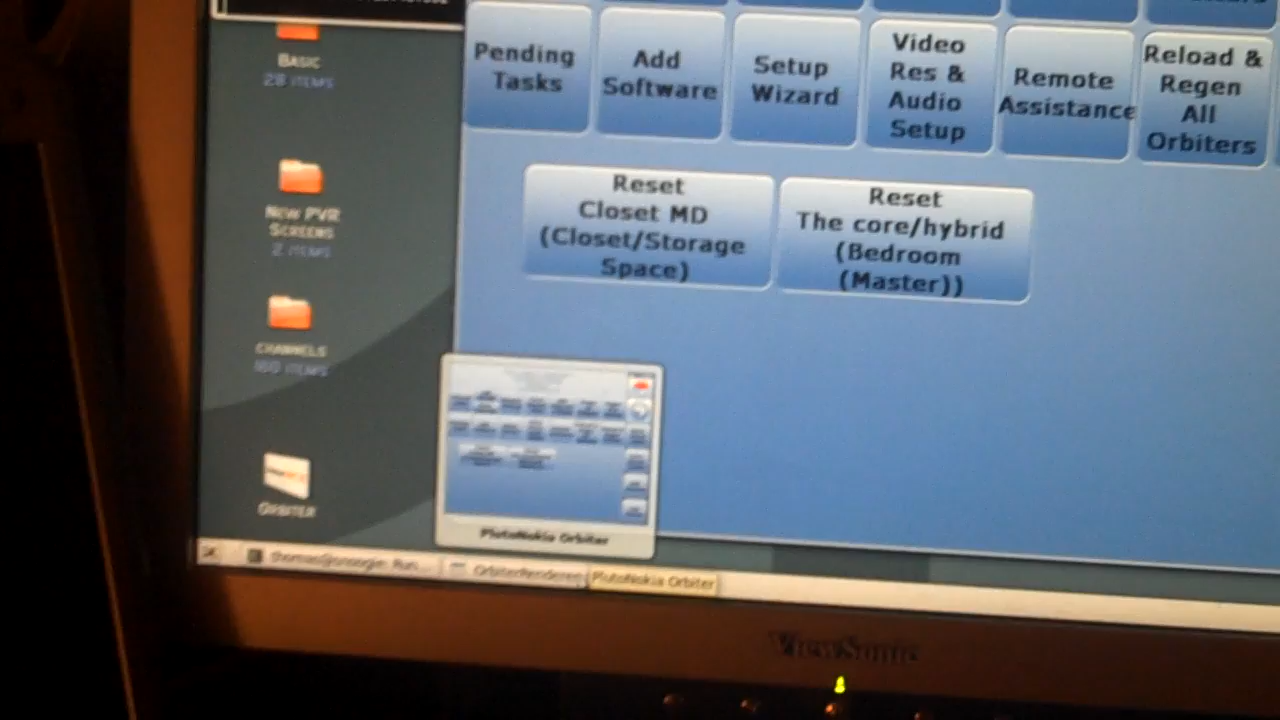 BASIC
28 ITEMS
NEW PVR
SCREENS
2 ITEMS
CHANNELS
160 ITEMS
ORBITER
Pending
Tasks
Add
Software
Setup
Wizard
Video
Res &
Audio
Setup
Remote
Assistance
Reload &
Regen
All
Orbiters
Reset
Closet MD
(Closet/Storage
Space)
Reset
The core/hybrid
(Bedroom
(Master))
PlutoNokia Orbiter
PlutoNokia Orbiter
ViewSonic